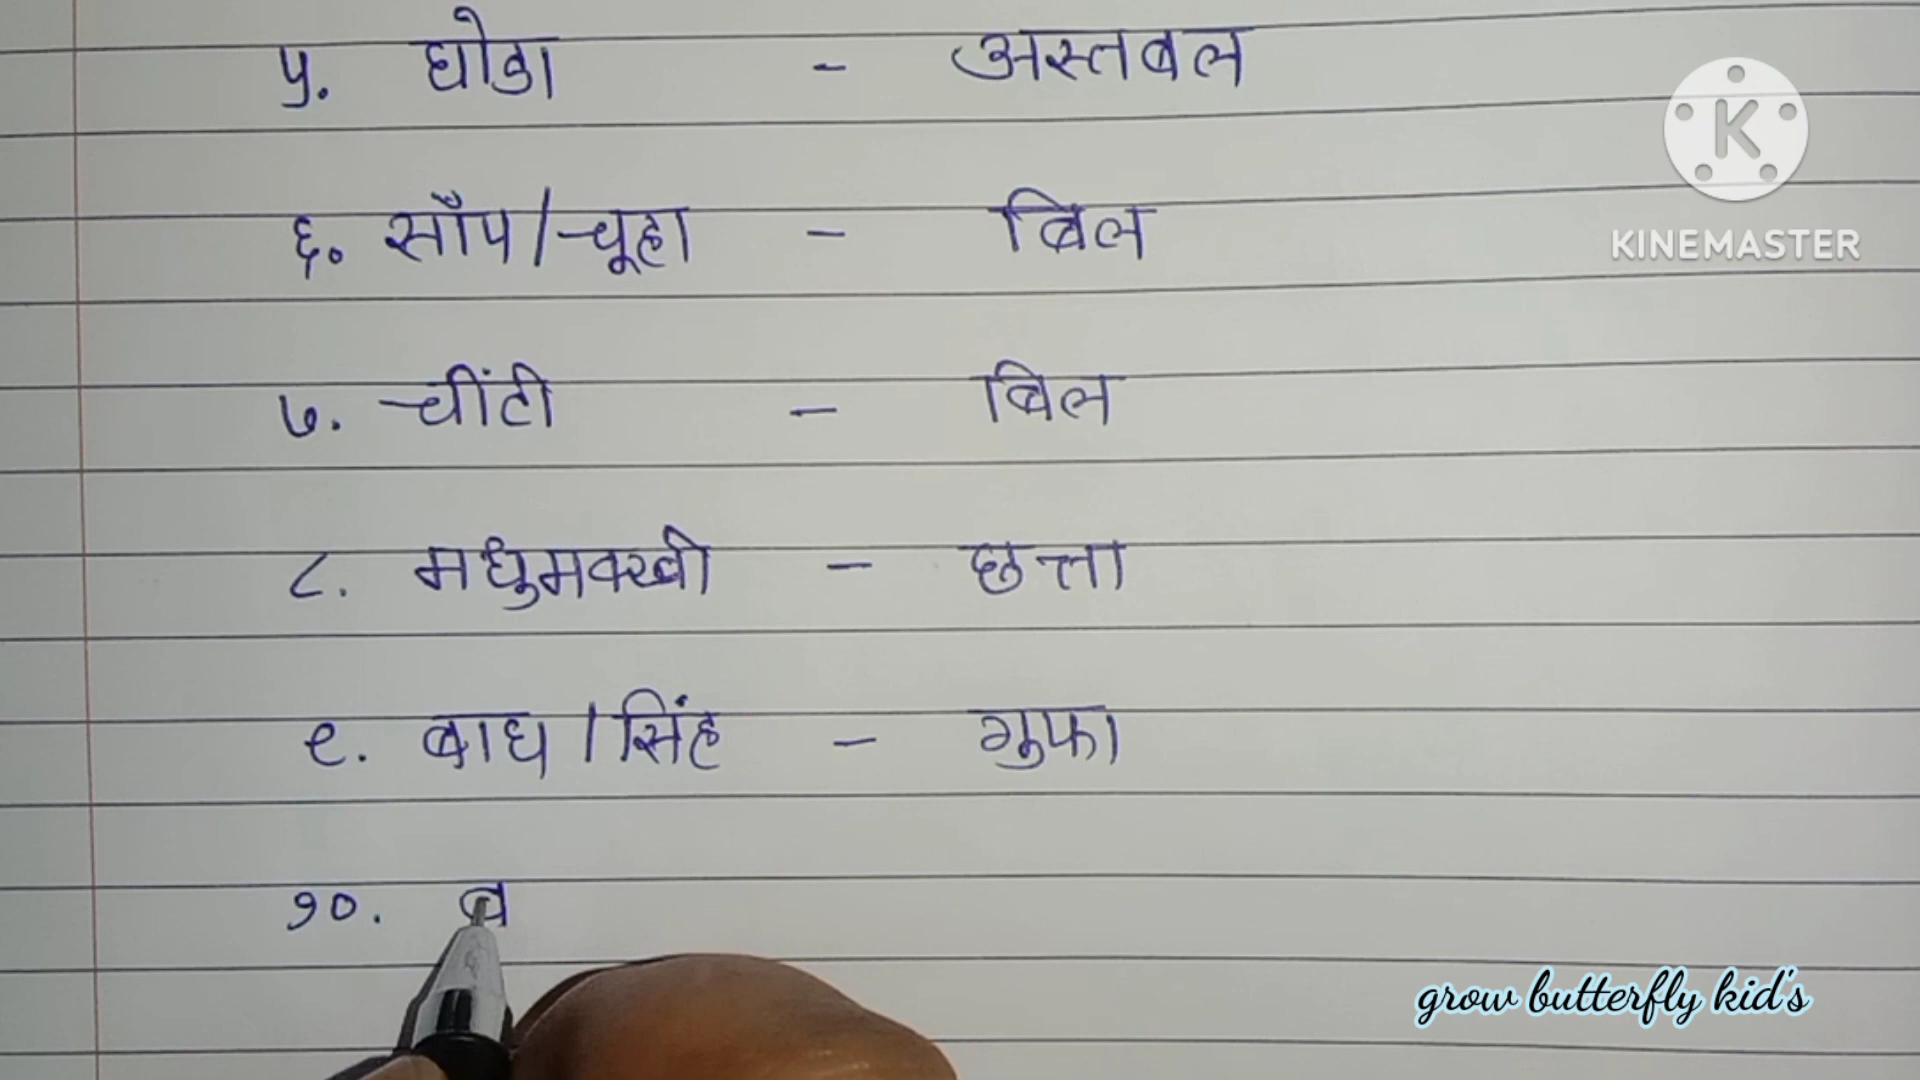 ५. घोडा - अस्तबल
६. साँप/चूहा - बिल
७. चींटी - बिल
८. मधुमक्खी - छत्ता
९. बाघ/सिंह - गुफा
१०. ब
K
KINEMASTER
grow butterfly kid's